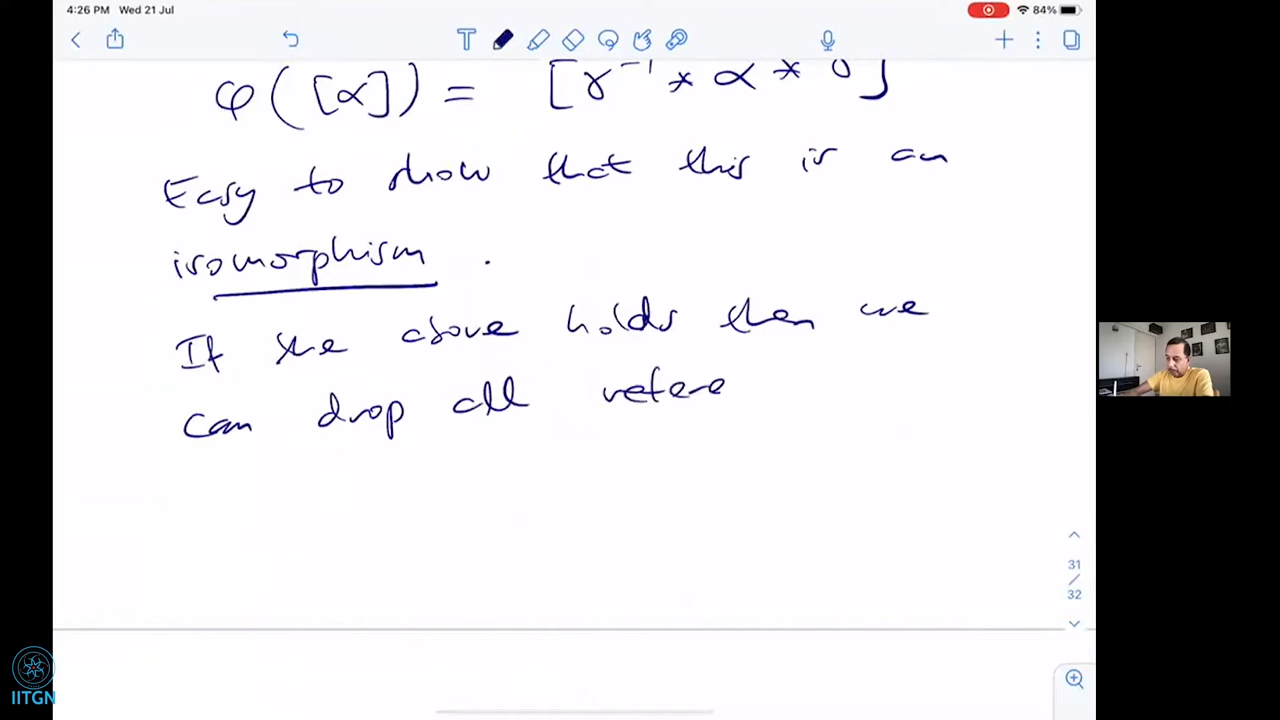 4:26 PM Wed 21 Jul
84%
φ([α]) = [γ⁻¹ * α * γ]
Easy to show that this is an
isomorphism .
If the above holds then we
can drop all refere
31
/
32
IITGN